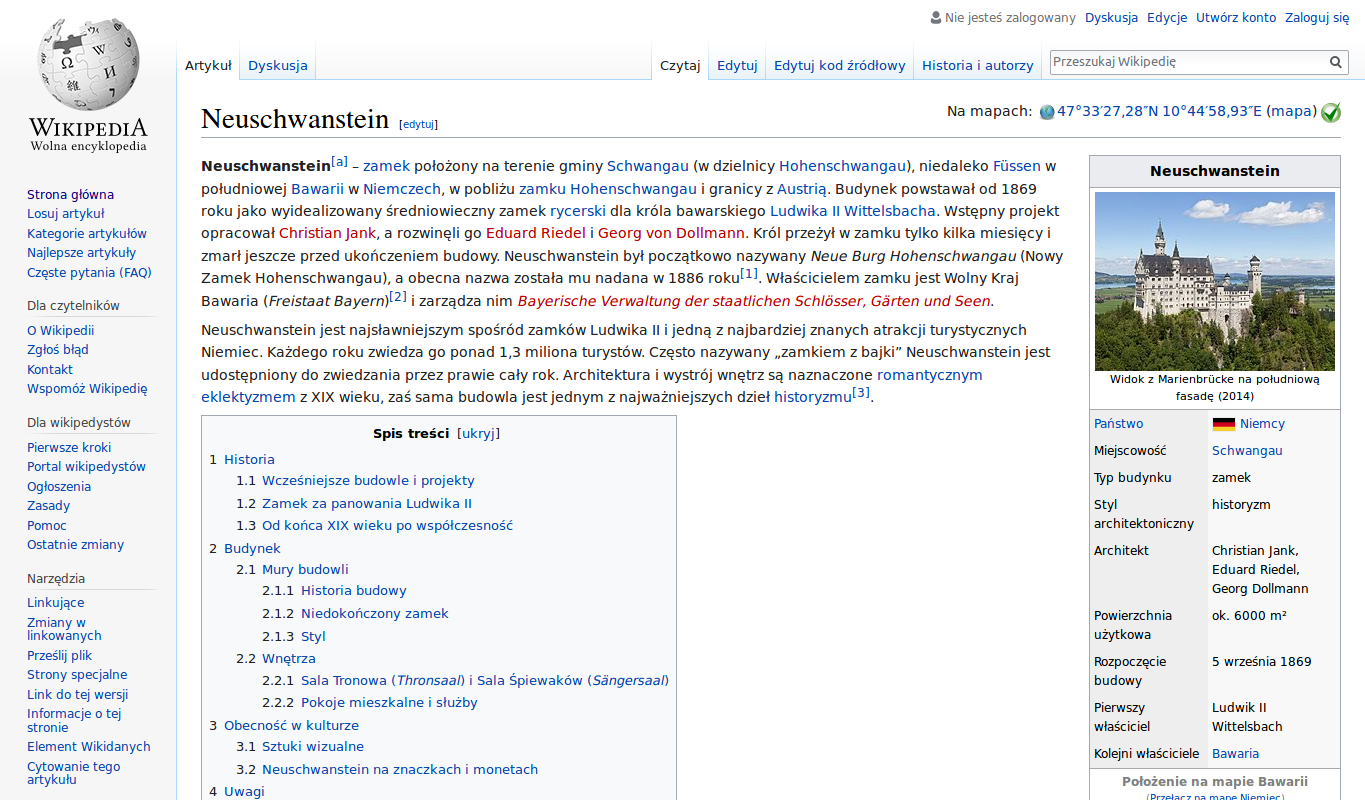 Nie jesteś zalogowany Dyskusja Edycje Utwórz konto Zaloguj się
Artykuł Dyskusja Czytaj Edytuj Edytuj kod źródłowy Historia i autorzy Przeszukaj Wikipedię
WIKIPEDIA
Wolna encyklopedia
Strona główna
Losuj artykuł
Kategorie artykułów
Najlepsze artykuły
Częste pytania (FAQ)
Dla czytelników
O Wikipedii
Zgłoś błąd
Kontakt
Wspomóż Wikipedię
Dla wikipedystów
Pierwsze kroki
Portal wikipedystów
Ogłoszenia
Zasady
Pomoc
Ostatnie zmiany
Narzędzia
Linkujące
Zmiany w
linkowanych
Prześlij plik
Strony specjalne
Link do tej wersji
Informacje o tej
stronie
Element Wikidanych
Cytowanie tego
artykułu
Neuschwanstein [edytuj]
Na mapach: 47°33′27,28″N 10°44′58,93″E (mapa)
Neuschwanstein[a] – zamek położony na terenie gminy Schwangau (w dzielnicy Hohenschwangau), niedaleko Füssen w
południowej Bawarii w Niemczech, w pobliżu zamku Hohenschwangau i granicy z Austrią. Budynek powstawał od 1869
roku jako wyidealizowany średniowieczny zamek rycerski dla króla bawarskiego Ludwika II Wittelsbacha. Wstępny projekt
opracował Christian Jank, a rozwinęli go Eduard Riedel i Georg von Dollmann. Król przeżył w zamku tylko kilka miesięcy i
zmarł jeszcze przed ukończeniem budowy. Neuschwanstein był początkowo nazywany Neue Burg Hohenschwangau (Nowy
Zamek Hohenschwangau), a obecna nazwa została mu nadana w 1886 roku[1]. Właścicielem zamku jest Wolny Kraj
Bawaria (Freistaat Bayern)[2] i zarządza nim Bayerische Verwaltung der staatlichen Schlösser, Gärten und Seen.
Neuschwanstein jest najsławniejszym spośród zamków Ludwika II i jedną z najbardziej znanych atrakcji turystycznych
Niemiec. Każdego roku zwiedza go ponad 1,3 miliona turystów. Często nazywany „zamkiem z bajki” Neuschwanstein jest
udostępniony do zwiedzania przez prawie cały rok. Architektura i wystrój wnętrz są naznaczone romantycznym
eklektyzmem z XIX wieku, zaś sama budowla jest jednym z najważniejszych dzieł historyzmu[3].
Spis treści [ukryj]
1 Historia
1.1 Wcześniejsze budowle i projekty
1.2 Zamek za panowania Ludwika II
1.3 Od końca XIX wieku po współczesność
2 Budynek
2.1 Mury budowli
2.1.1 Historia budowy
2.1.2 Niedokończony zamek
2.1.3 Styl
2.2 Wnętrza
2.2.1 Sala Tronowa (Thronsaal) i Sala Śpiewaków (Sängersaal)
2.2.2 Pokoje mieszkalne i służby
3 Obecność w kulturze
3.1 Sztuki wizualne
3.2 Neuschwanstein na znaczkach i monetach
4 Uwagi
Neuschwanstein
Widok z Marienbrücke na południową
fasadę (2014)
Państwo Niemcy
Miejscowość Schwangau
Typ budynku zamek
Styl historyzm
architektoniczny
Architekt Christian Jank,
Eduard Riedel,
Georg Dollmann
Powierzchnia ok. 6000 m²
użytkowa
Rozpoczęcie 5 września 1869
budowy
Pierwszy Ludwik II
właściciel Wittelsbach
Kolejni właściciele Bawaria
Położenie na mapie Bawarii
(Przełącz na mapę Niemiec)